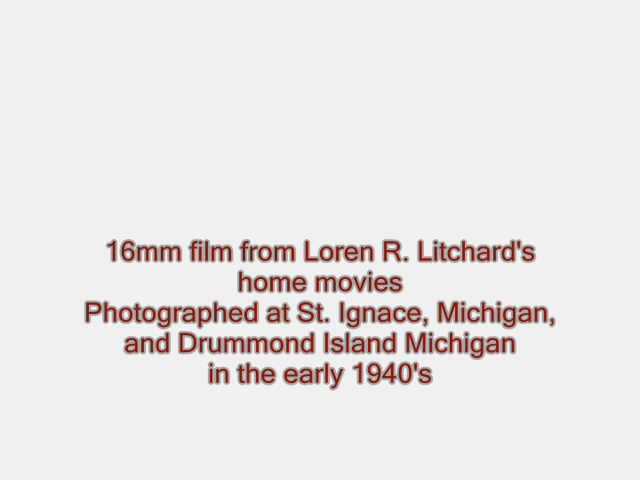 16mm film from Loren R. Litchard's
home movies
Photographed at St. Ignace, Michigan,
and Drummond Island Michigan
in the early 1940's